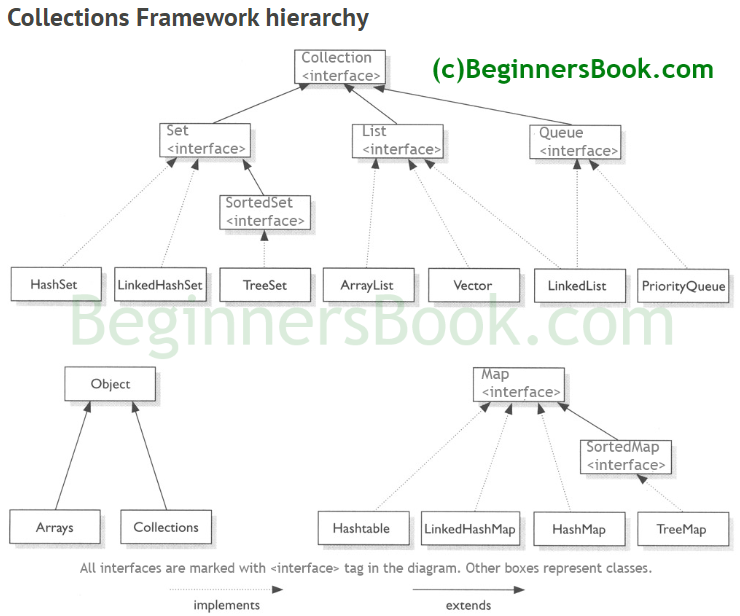 Collections Framework hierarchy
Collection
<interface>
(c)BeginnersBook.com
Set
<interface>
List
<interface>
Queue
<interface>
SortedSet
<interface>
HashSet
LinkedHashSet
TreeSet
ArrayList
Vector
LinkedList
PriorityQueue
BeginnersBook.com
Object
Map
<interface>
SortedMap
<interface>
Arrays
Collections
Hashtable
LinkedHashMap
HashMap
TreeMap
All interfaces are marked with <interface> tag in the diagram. Other boxes represent classes.
implements
extends